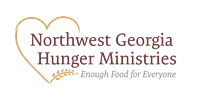 Northwest Georgia
Hunger Ministries
Enough Food for Everyone